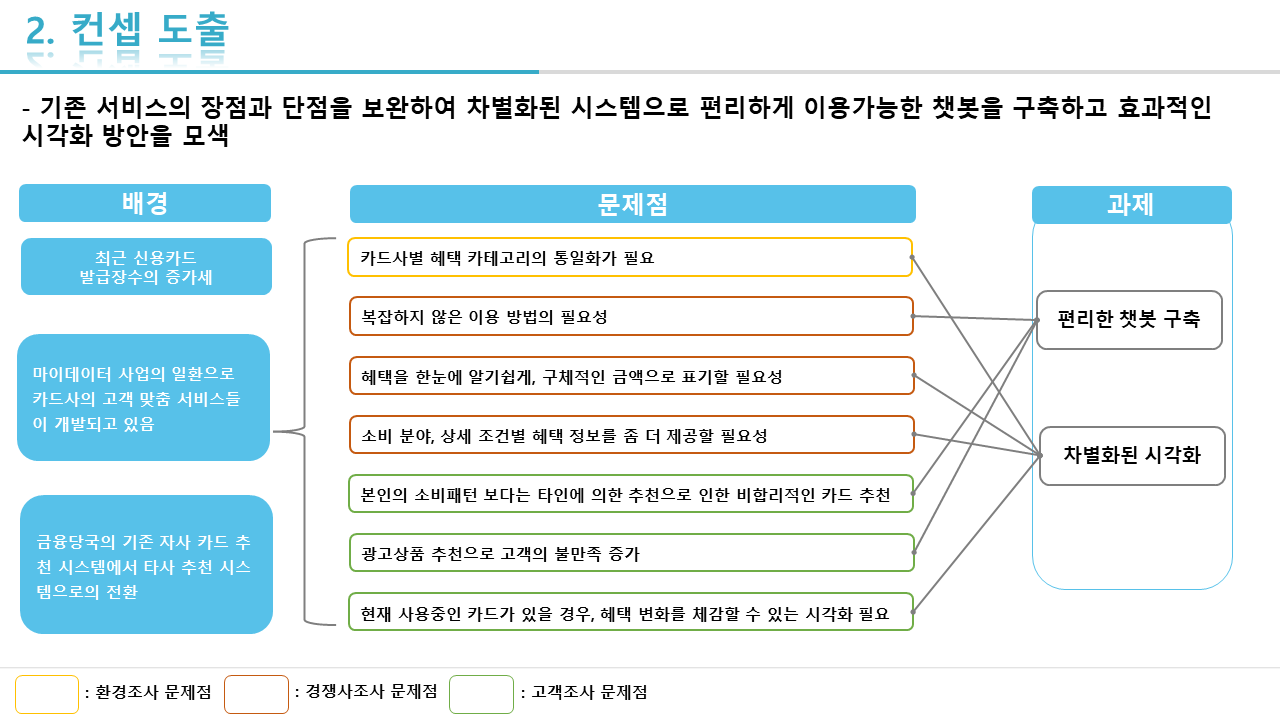 2. 컨셉 도출
- 기존 서비스의 장점과 단점을 보완하여 차별화된 시스템으로 편리하게 이용가능한 챗봇을 구축하고 효과적인
시각화 방안을 모색
배경
최근 신용카드
발급장수의 증가세
마이데이터 사업의 일환으로
카드사의 고객 맞춤 서비스들
이 개발되고 있음
금융당국의 기존 자사 카드 추
천 시스템에서 타사 추천 시스
템으로의 전환
문제점
카드사별 혜택 카테고리의 통일화가 필요
복잡하지 않은 이용 방법의 필요성
혜택을 한눈에 알기쉽게, 구체적인 금액으로 표기할 필요성
소비 분야, 상세 조건별 혜택 정보를 좀 더 제공할 필요성
본인의 소비패턴 보다는 타인에 의한 추천으로 인한 비합리적인 카드 추천
광고상품 추천으로 고객의 불만족 증가
현재 사용중인 카드가 있을 경우, 혜택 변화를 체감할 수 있는 시각화 필요
과제
편리한 챗봇 구축
차별화된 시각화
: 환경조사 문제점
: 경쟁사조사 문제점
: 고객조사 문제점